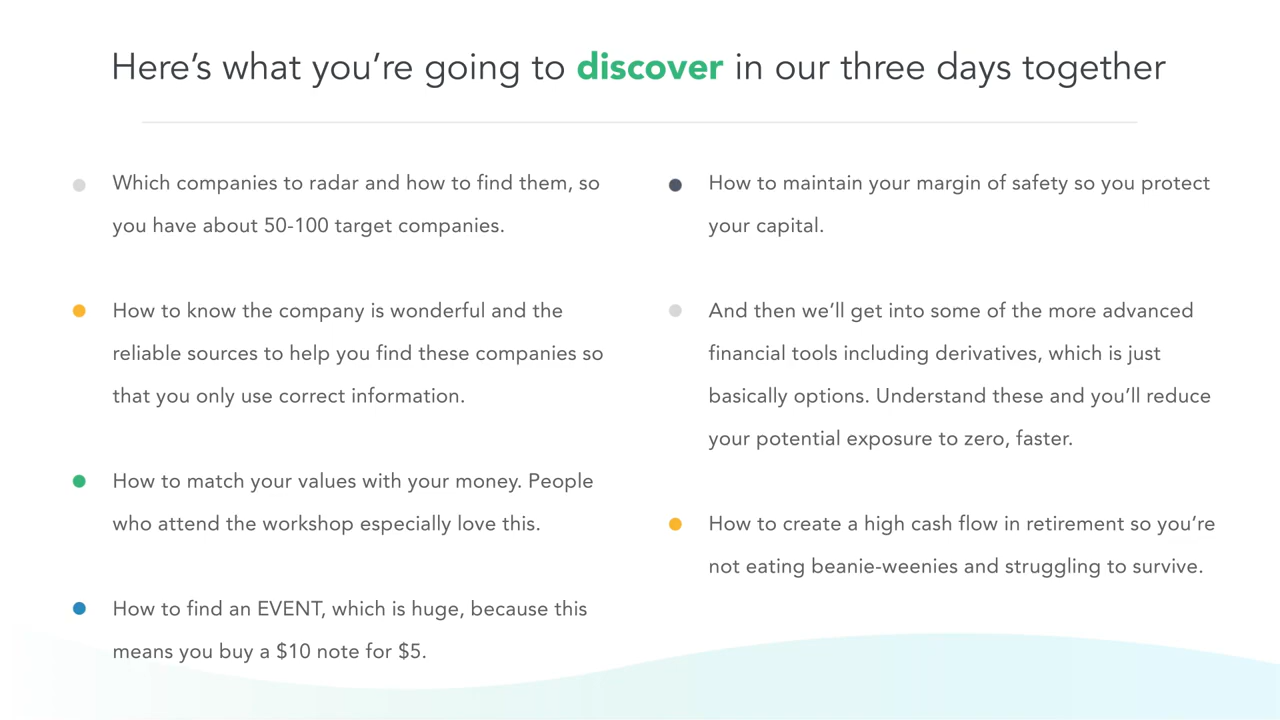 Here’s what you’re going to discover in our three days together
Which companies to radar and how to find them, so
you have about 50-100 target companies.
How to know the company is wonderful and the
reliable sources to help you find these companies so
that you only use correct information.
How to match your values with your money. People
who attend the workshop especially love this.
How to find an EVENT, which is huge, because this
means you buy a $10 note for $5.
How to maintain your margin of safety so you protect
your capital.
And then we’ll get into some of the more advanced
financial tools including derivatives, which is just
basically options. Understand these and you’ll reduce
your potential exposure to zero, faster.
How to create a high cash flow in retirement so you’re
not eating beanie-weenies and struggling to survive.